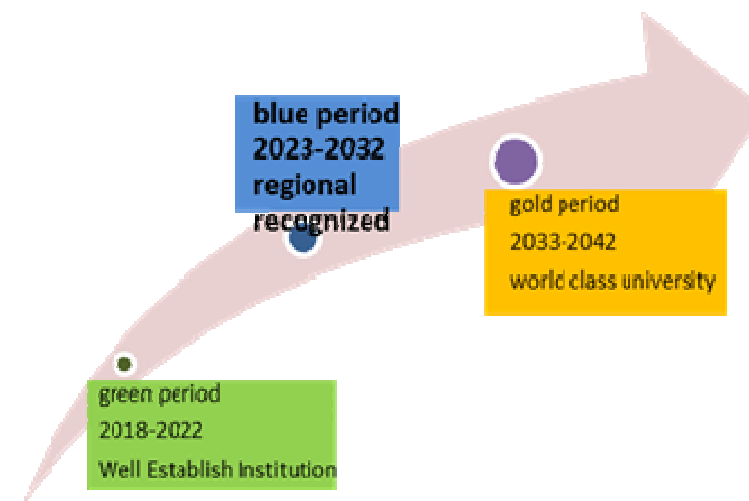 blue period
2023-2032
regional
recognized
gold period
2033-2042
world class university
green period
2018-2022
Well Establish Institution